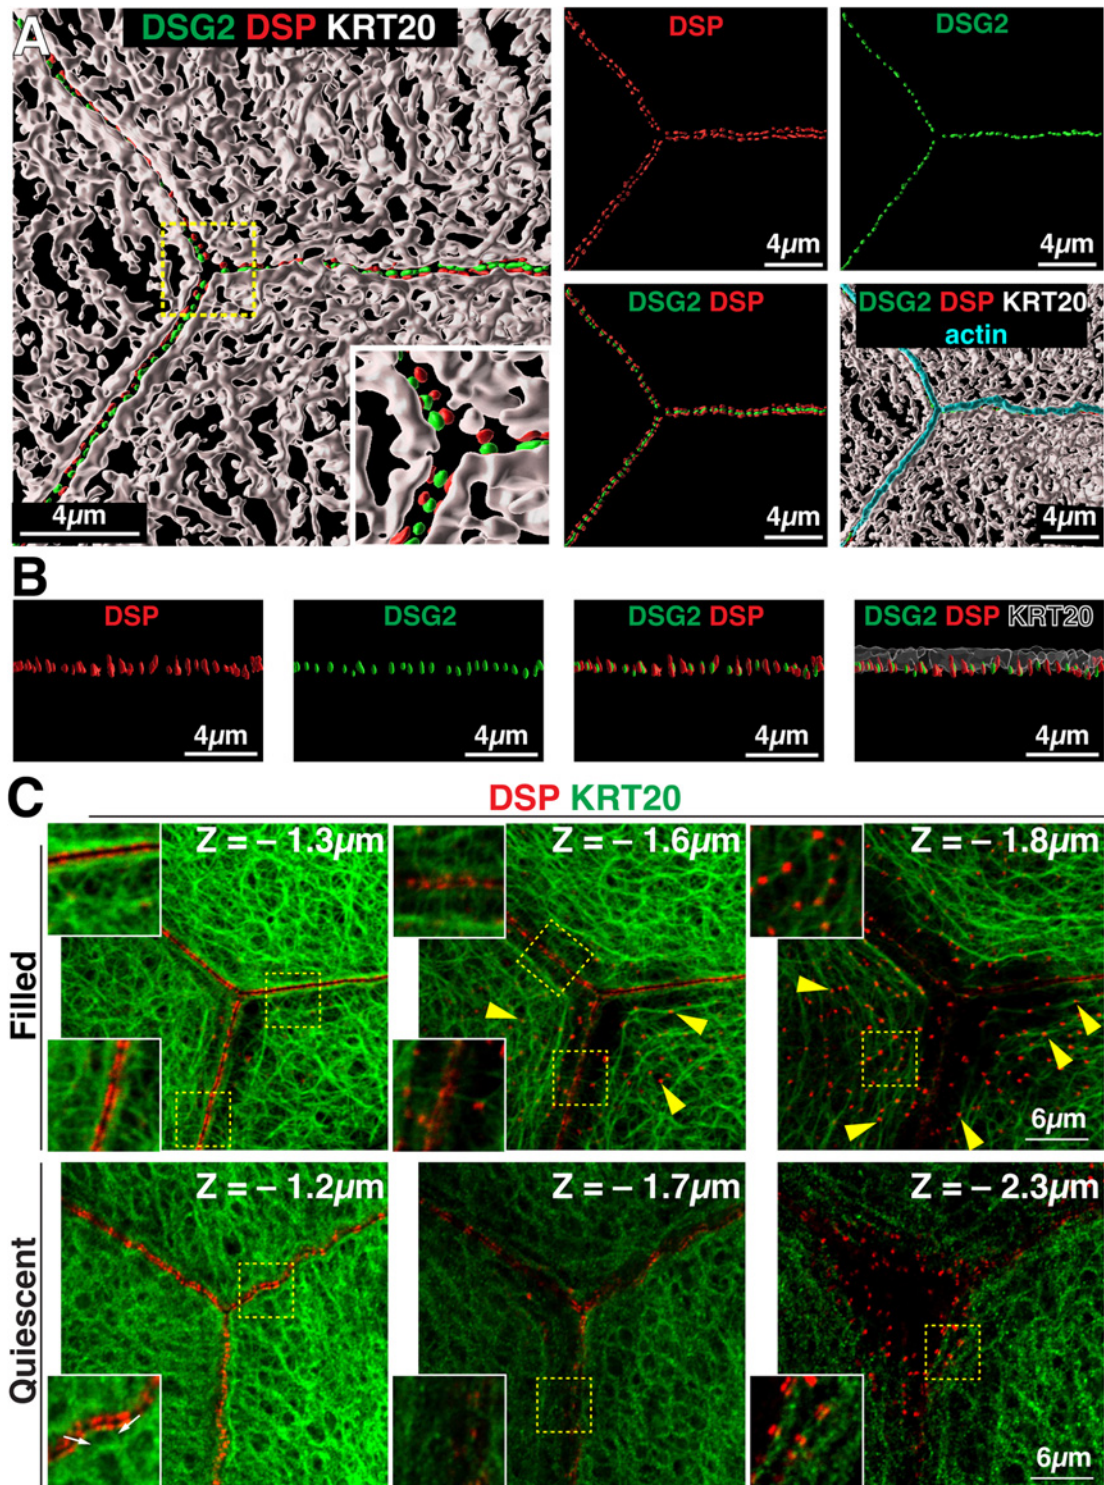 A
DSG2 DSP KRT20
4µm
DSP
4µm
DSG2
4µm
DSG2 DSP
4µm
DSG2 DSP KRT20
actin
4µm
B
DSP
4µm
DSG2
4µm
DSG2 DSP
4µm
DSG2 DSP KRT20
4µm
C
DSP KRT20
Filled
Z = – 1.3µm
Z = – 1.6µm
Z = – 1.8µm
6µm
Quiescent
Z = – 1.2µm
Z = – 1.7µm
Z = – 2.3µm
6µm